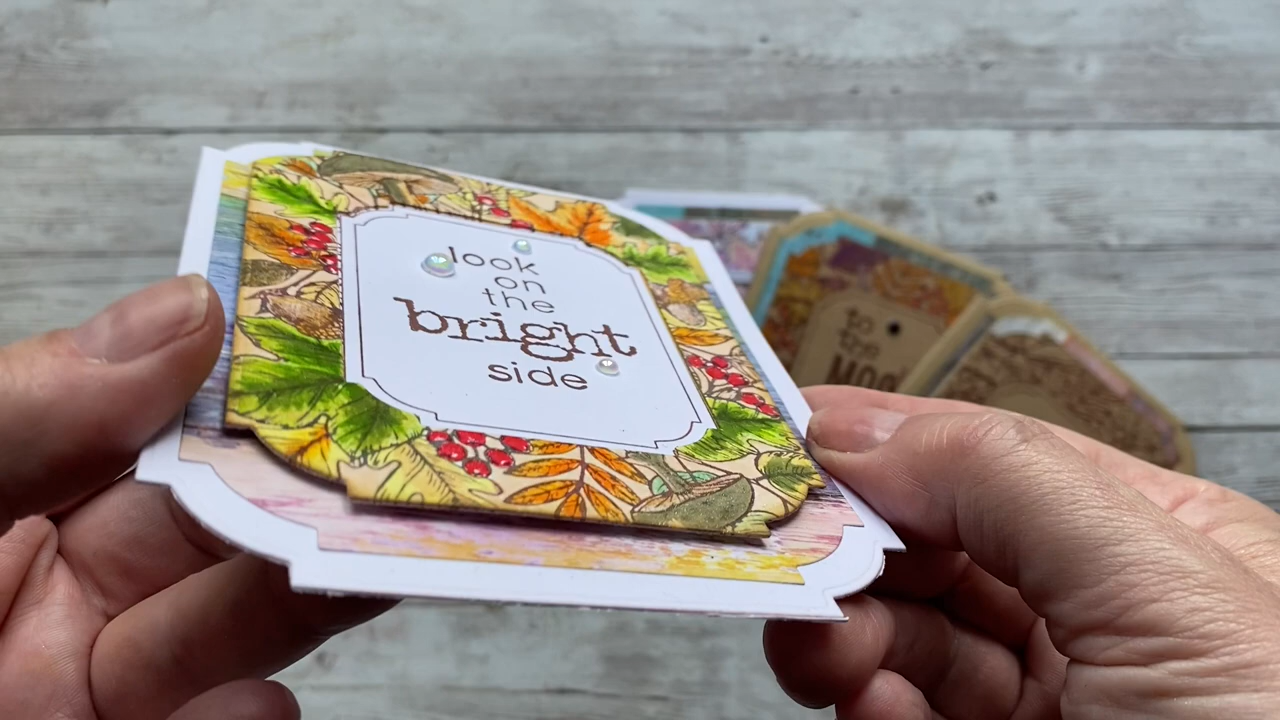 look
on
the
bright
side
to
the